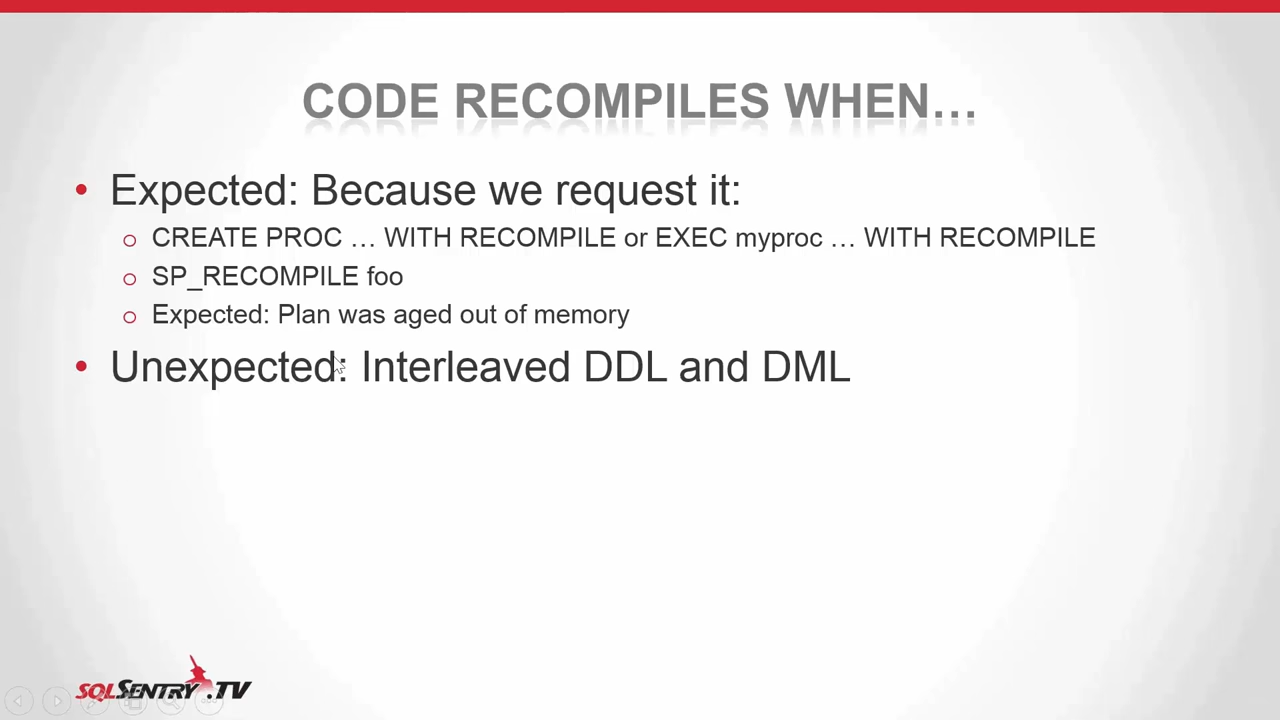 CODE RECOMPILES WHEN…
• Expected: Because we request it:
o CREATE PROC … WITH RECOMPILE or EXEC myproc … WITH RECOMPILE
o SP_RECOMPILE foo
o Expected: Plan was aged out of memory
• Unexpected: Interleaved DDL and DML
SQLSENTRY.TV